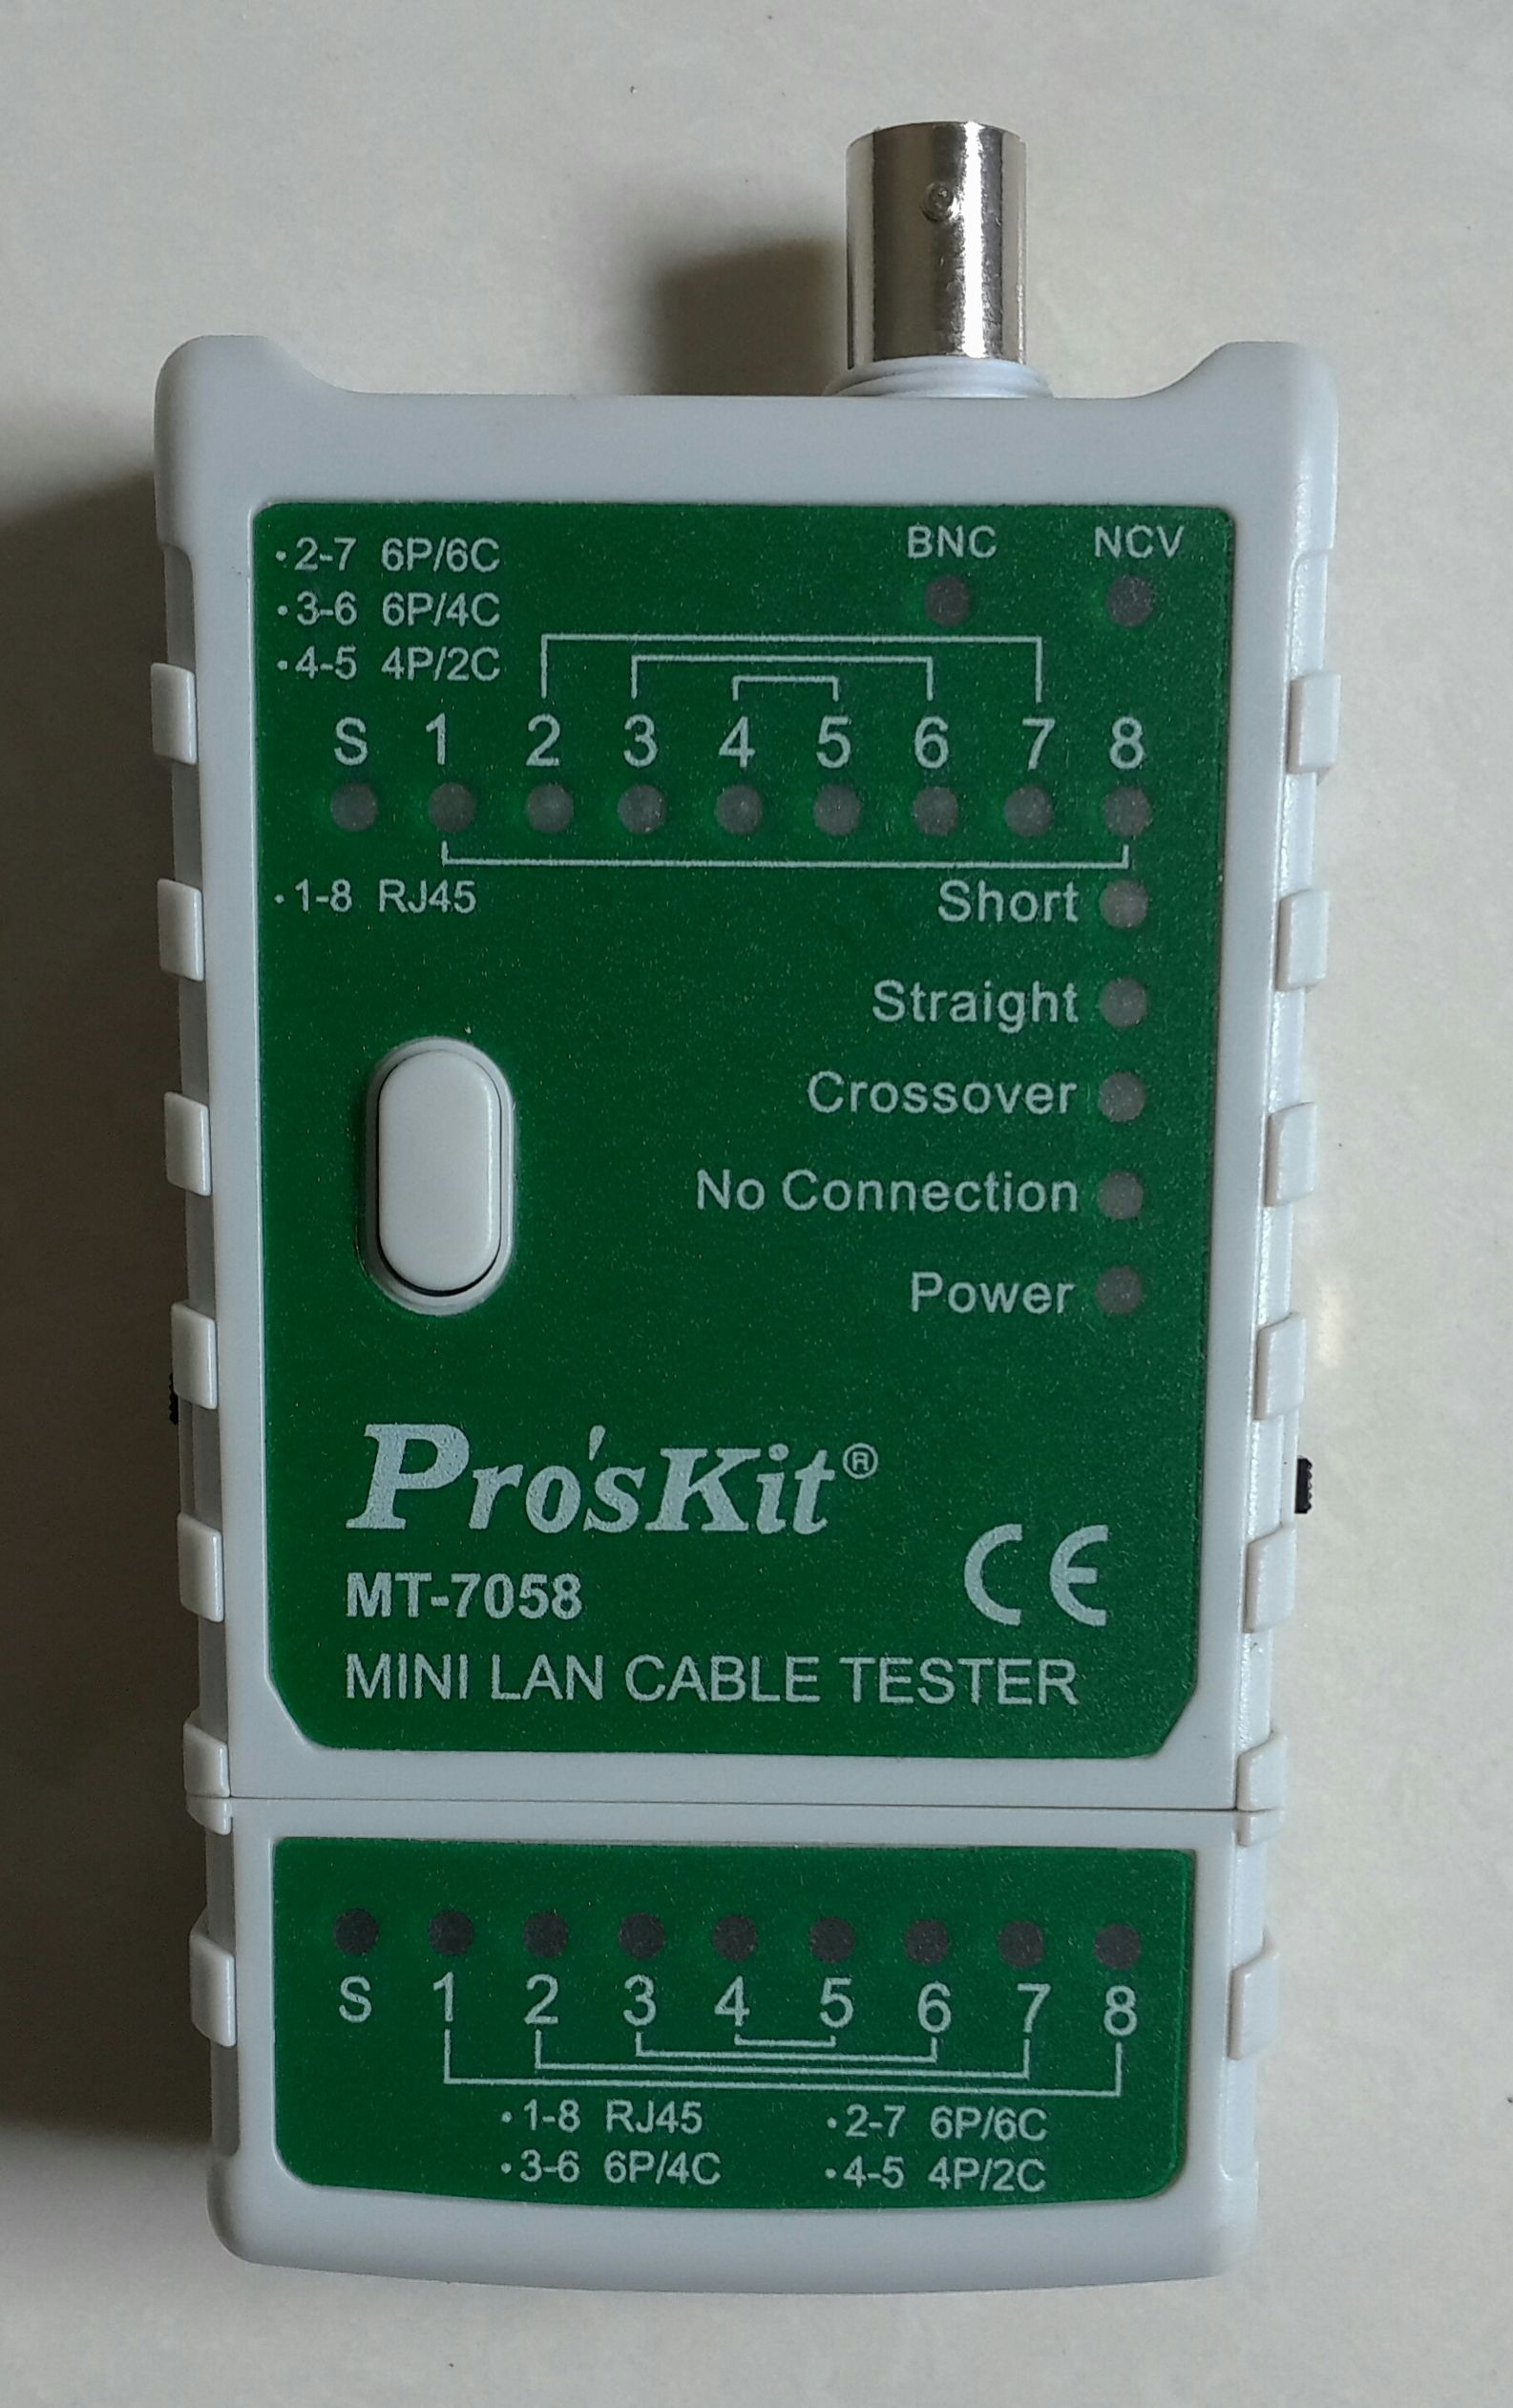 ·2-7 6P/6C
·3-6 6P/4C
·4-5 4P/2C
BNC NCV
S 1 2 3 4 5 6 7 8
·1-8 RJ45
Short
Straight
Crossover
No Connection
Power
Pro'sKit®
MT-7058
CE
MINI LAN CABLE TESTER
S 1 2 3 4 5 6 7 8
·1-8 RJ45 ·2-7 6P/6C
·3-6 6P/4C ·4-5 4P/2C